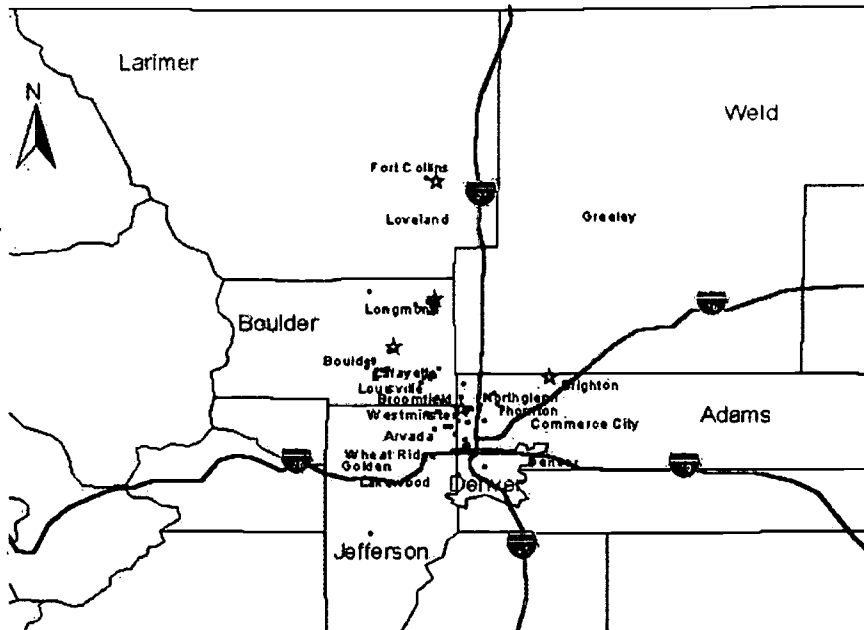 Larimer
N
Weld
Fort Collins
Loveland
Greeley
Longmont
Boulder
Boulder
Lafayette
Louisville
Brighton
Broomfield
Northglenn
Westminster
Thornton
Commerce City
Adams
Arvada
Wheat Ridge
Golden
Denver
Lakewood
Denver
Jefferson